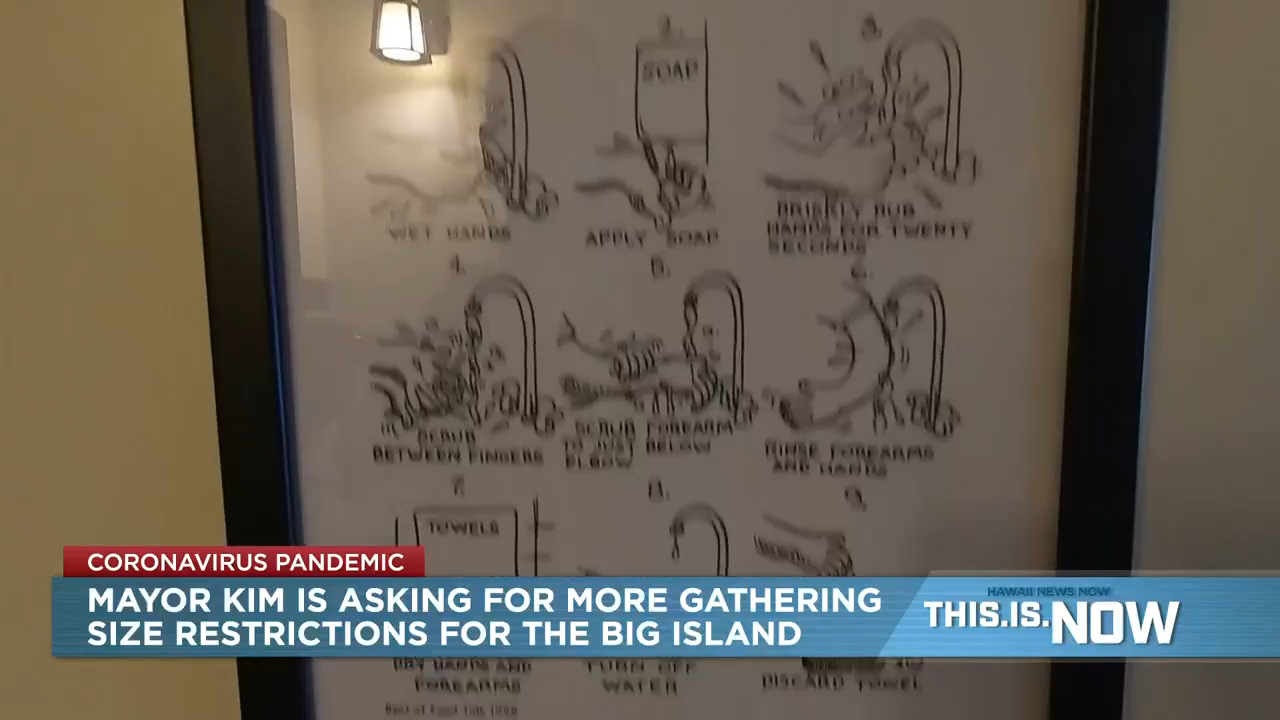 2.
3.
SOAP
WET HANDS
APPLY SOAP
BRISKLY RUB
HANDS FOR TWENTY
SECONDS
4.
5.
6.
SCRUB
BETWEEN FINGERS
SCRUB FOREARM
TO JUST BELOW
ELBOW
RINSE FOREARMS
AND HANDS
7.
8.
9.
TOWELS
CORONAVIRUS PANDEMIC
MAYOR KIM IS ASKING FOR MORE GATHERING
SIZE RESTRICTIONS FOR THE BIG ISLAND
HAWAII NEWS NOW
THIS.IS.NOW
DRY HANDS AND
FOREARMS
TURN OFF
WATER
DISCARD TOWEL